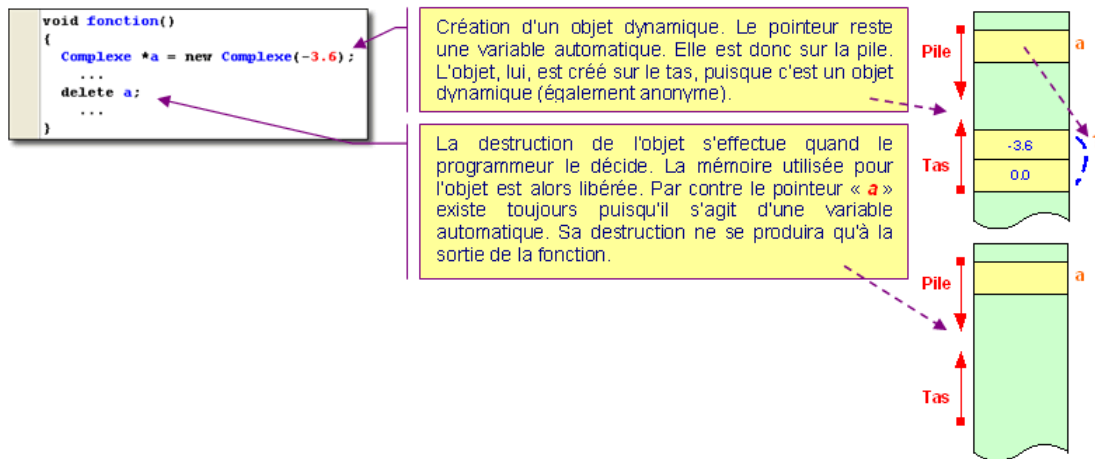 void fonction()
{
Complexe *a = new Complexe(-3.6);
...
delete a;
...
}
Création d'un objet dynamique. Le pointeur reste
une variable automatique. Elle est donc sur la pile.
L'objet, lui, est créé sur le tas, puisque c'est un objet
dynamique (également anonyme).
La destruction de l'objet s'effectue quand le
programmeur le décide. La mémoire utilisée pour
l'objet est alors libérée. Par contre le pointeur « a »
existe toujours puisqu'il s'agit d'une variable
automatique. Sa destruction ne se produira qu'à la
sortie de la fonction.
Pile
a
Tas
-3.6
0.0
Pile
a
Tas